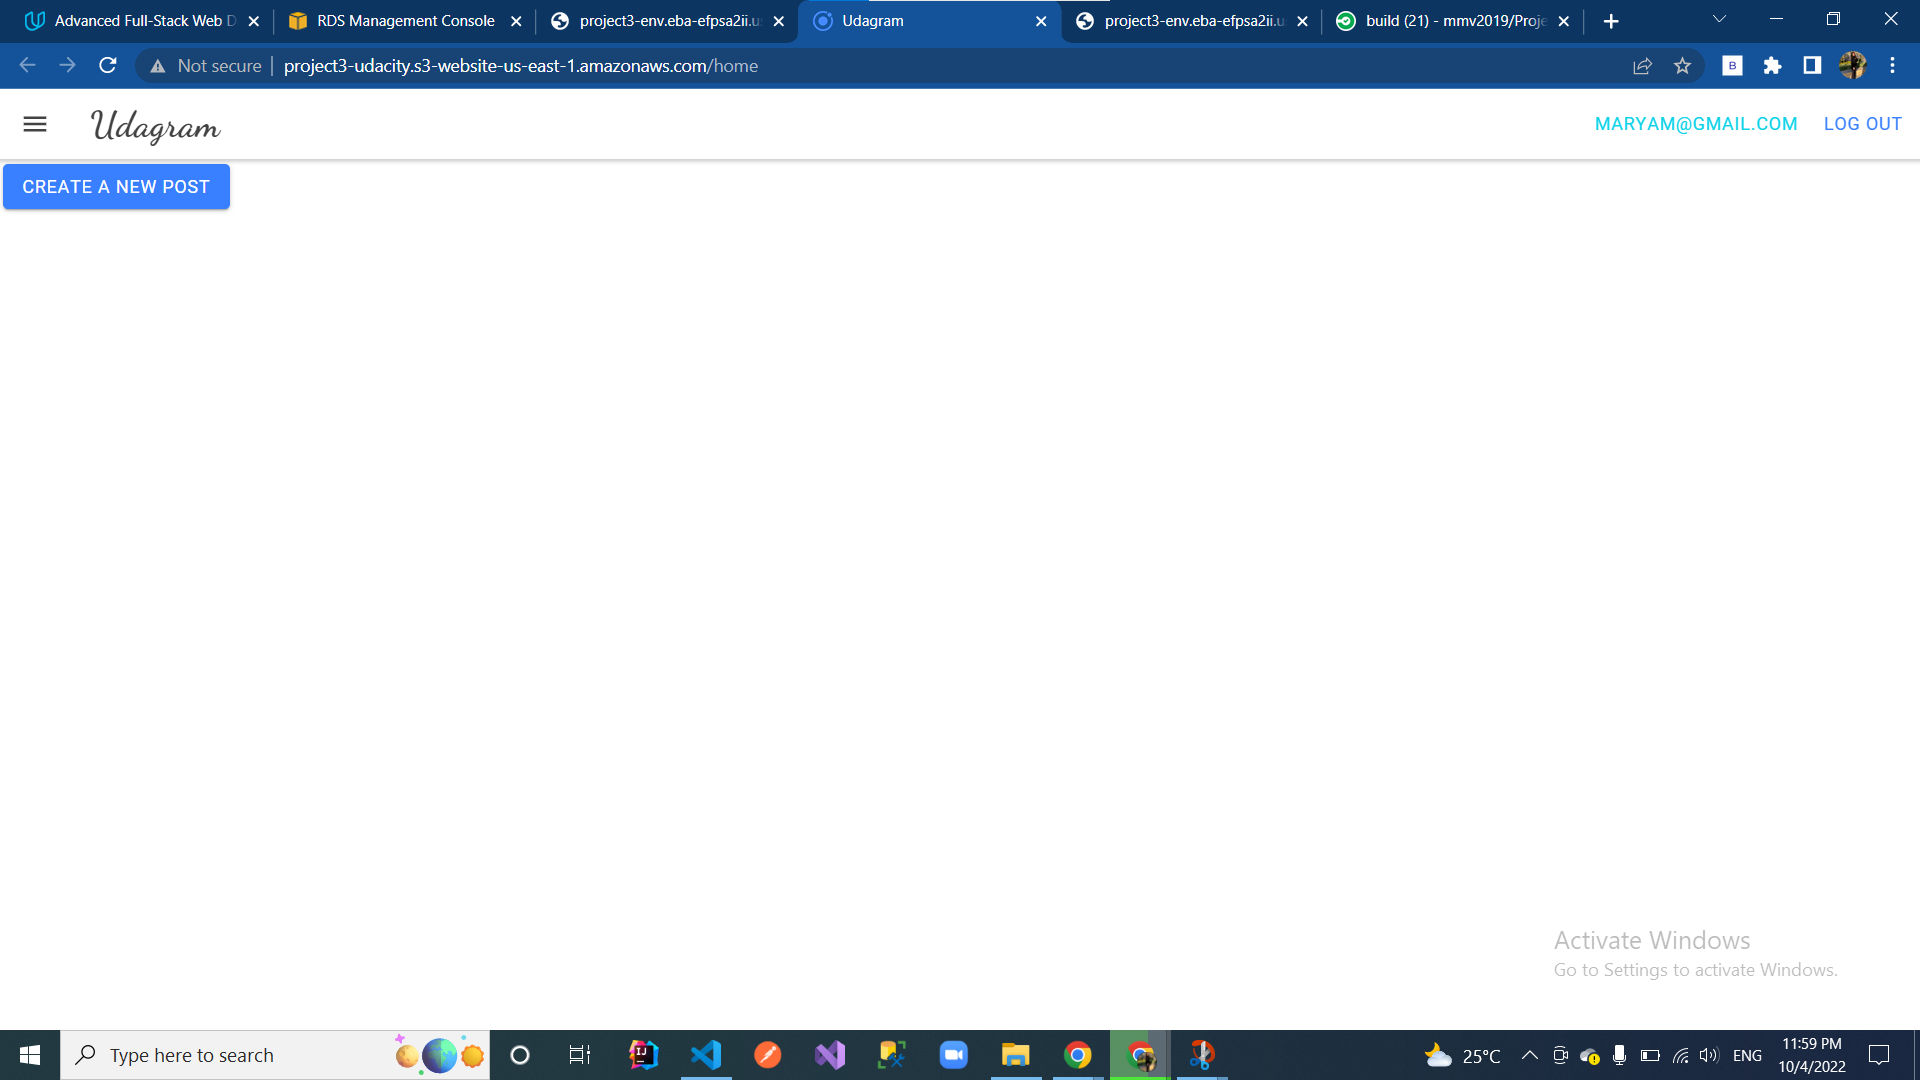 Advanced Full-Stack Web D
RDS Management Console
project3-env.eba-efpsa2ii.u
Udagram
project3-env.eba-efpsa2ii.u
build (21) - mmv2019/Proje
Not secure
project3-udacity.s3-website-us-east-1.amazonaws.com/home
B
Udagram
MARYAM@GMAIL.COM
LOG OUT
CREATE A NEW POST
Activate Windows
Go to Settings to activate Windows.
Type here to search
IJ
25°C
ENG
11:59 PM
10/4/2022